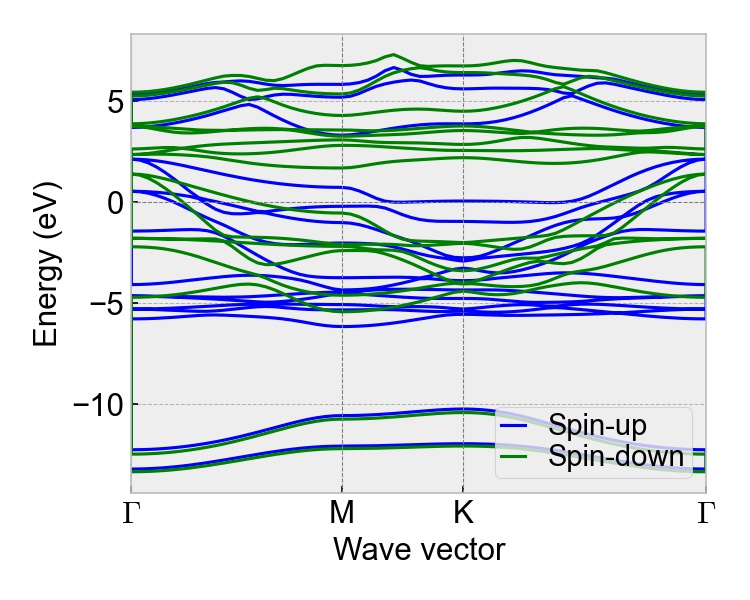 Energy (eV)
5
0
−5
−10
Spin-up
Spin-down
Γ M K Γ
Wave vector